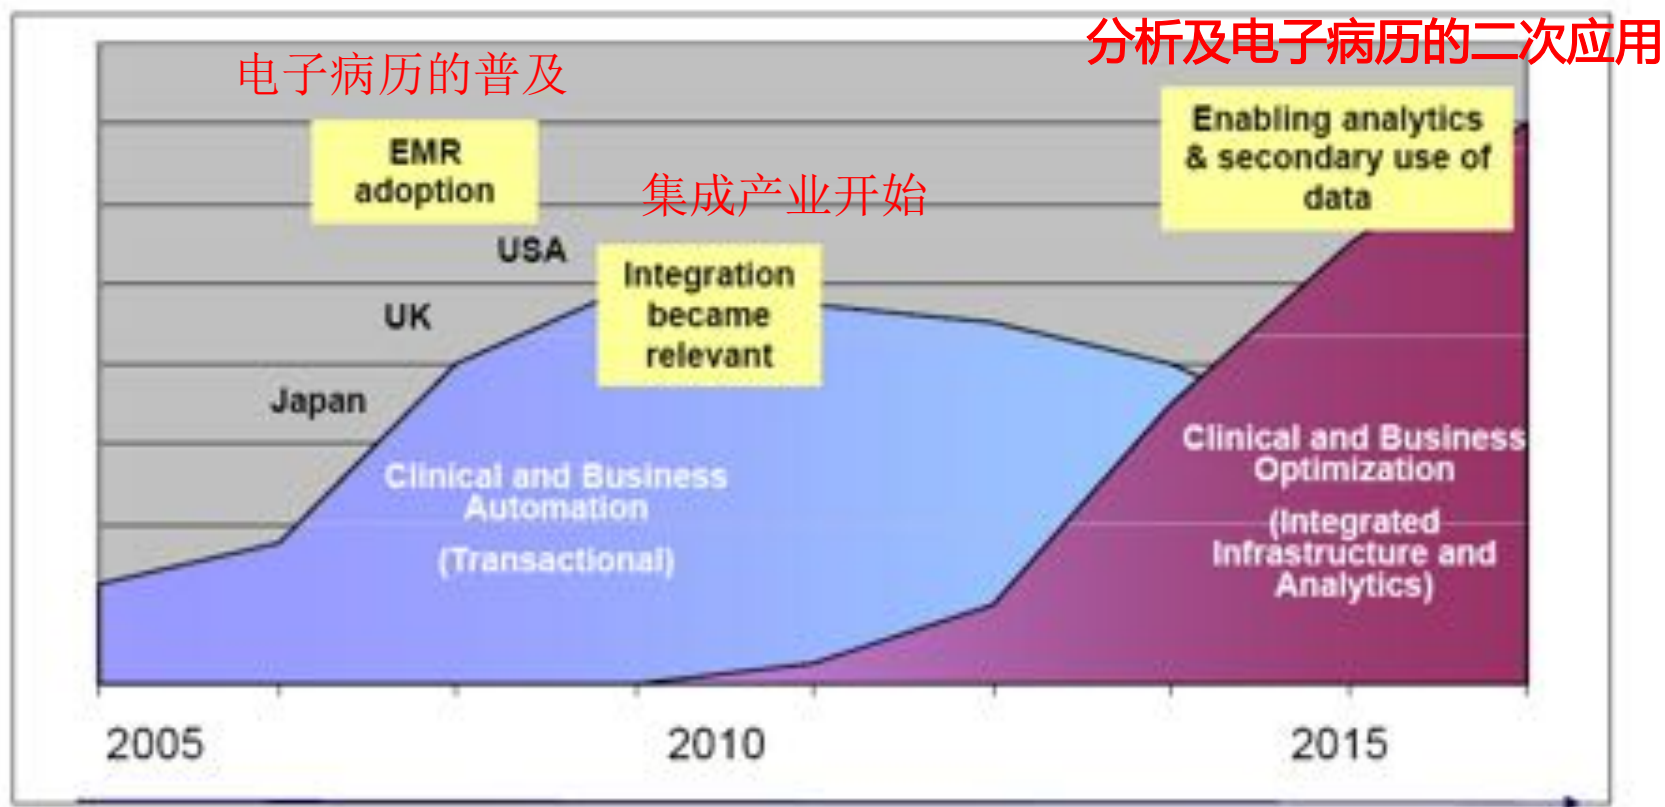 分析及电子病历的二次应用
电子病历的普及
EMR
adoption
集成产业开始
Enabling analytics
& secondary use of
data
USA
UK
Japan
Integration
became
relevant
Clinical and Business
Automation
(Transactional)
Clinical and Business
Optimization
(Integrated
Infrastructure and
Analytics)
2005
2010
2015